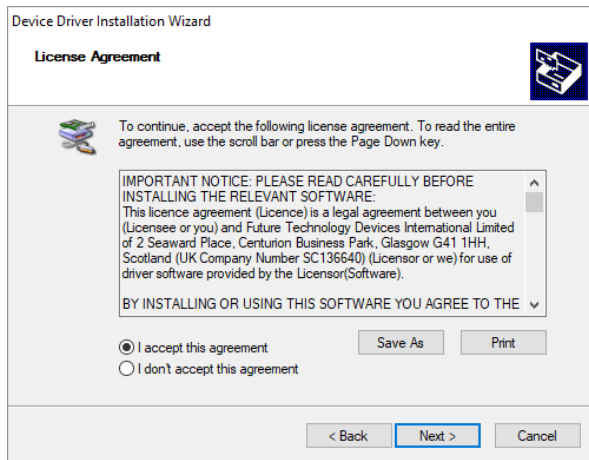 Device Driver Installation Wizard
License Agreement
To continue, accept the following license agreement. To read the entire
agreement, use the scroll bar or press the Page Down key.
IMPORTANT NOTICE: PLEASE READ CAREFULLY BEFORE
INSTALLING THE RELEVANT SOFTWARE:
This licence agreement (Licence) is a legal agreement between you
(Licensee or you) and Future Technology Devices International Limited
of 2 Seaward Place, Centurion Business Park, Glasgow G41 1HH,
Scotland (UK Company Number SC136640) (Licensor or we) for use of
driver software provided by the Licensor(Software).
BY INSTALLING OR USING THIS SOFTWARE YOU AGREE TO THE
I accept this agreement
Save As
Print
I don't accept this agreement
< Back
Next >
Cancel